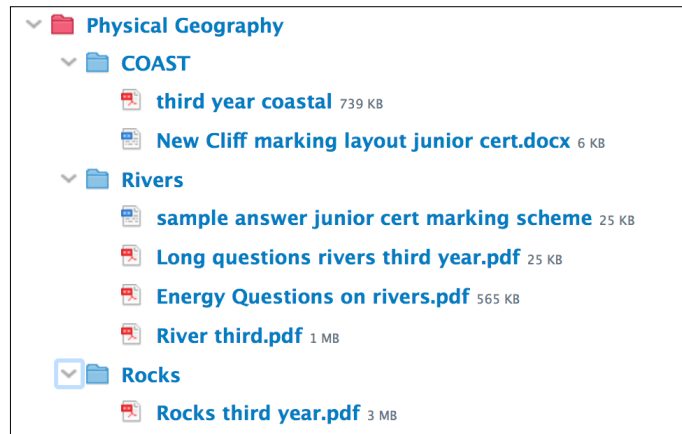 Physical Geography
COAST
third year coastal 739 KB
New Cliff marking layout junior cert.docx 6 KB
Rivers
sample answer junior cert marking scheme 25 KB
Long questions rivers third year.pdf 25 KB
Energy Questions on rivers.pdf 565 KB
River third.pdf 1 MB
Rocks
Rocks third year.pdf 3 MB